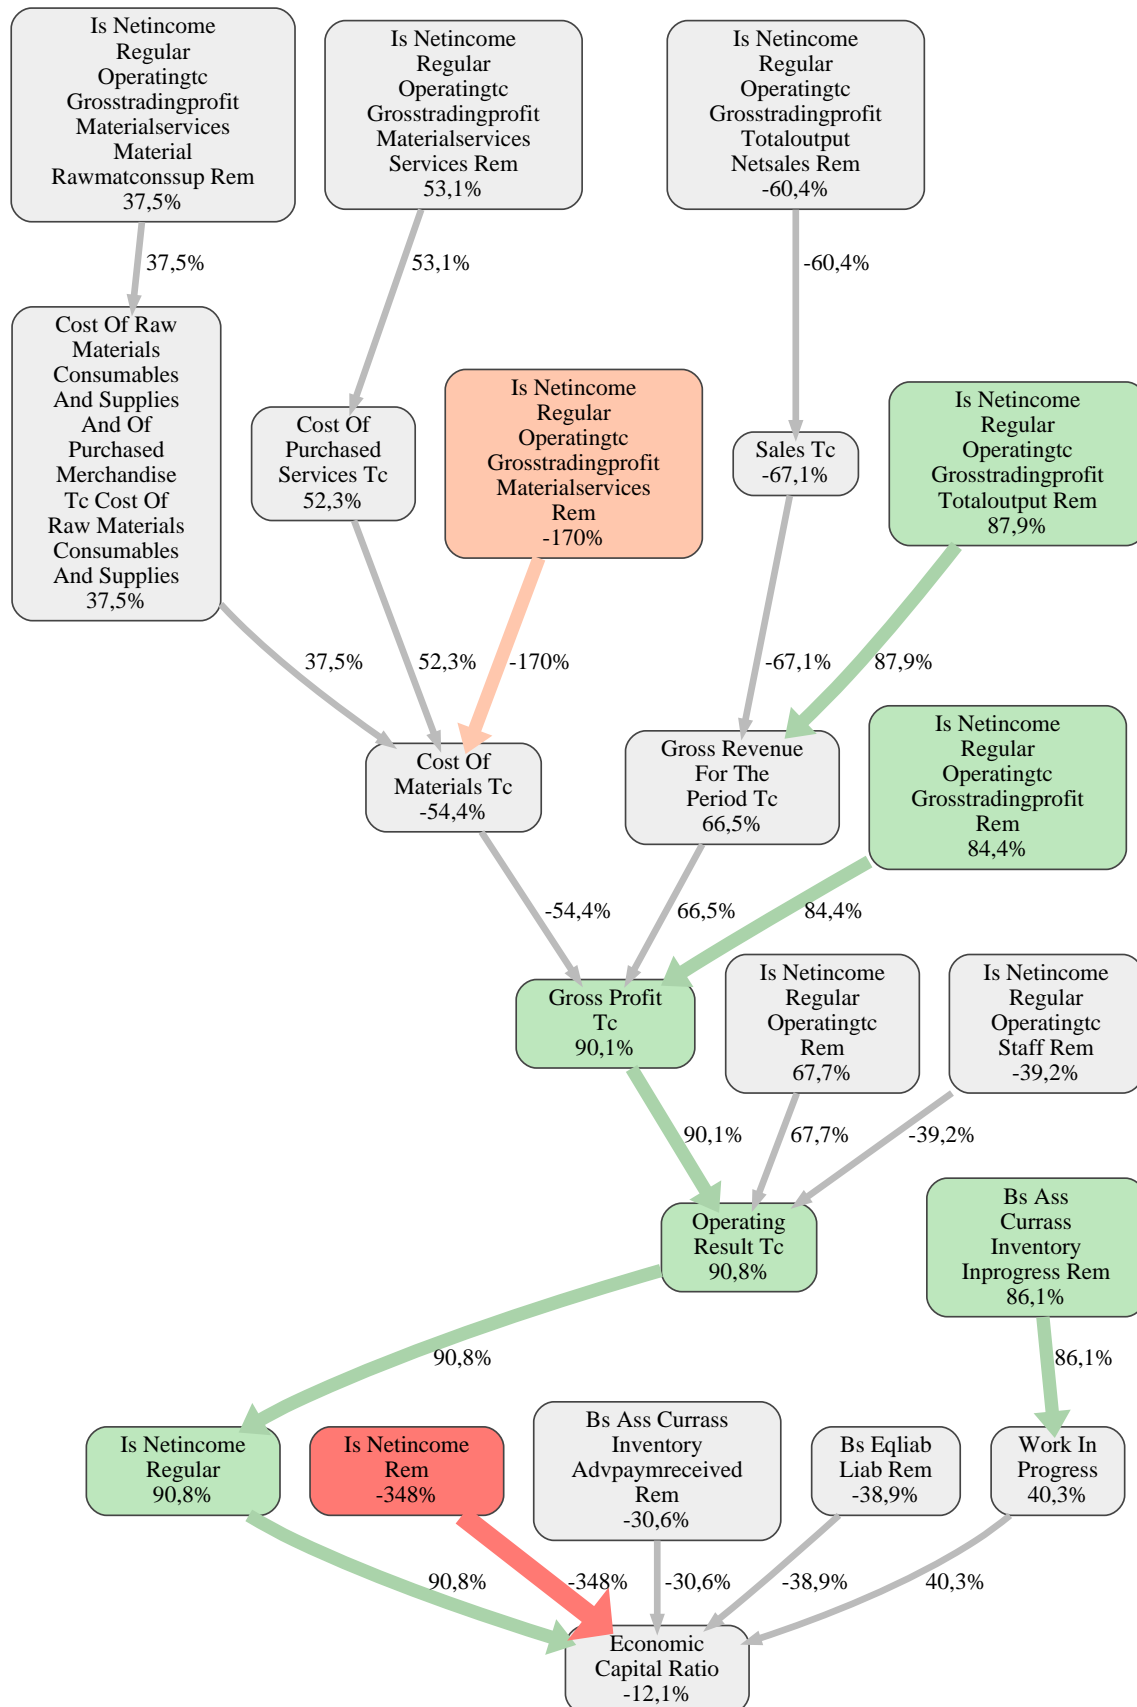 Is Netincome
Regular
Operatingtc
Grosstradingprofit
Materialservices
Material
Rawmatconssup Rem
37,5%
Is Netincome
Regular
Operatingtc
Grosstradingprofit
Materialservices
Services Rem
53,1%
Is Netincome
Regular
Operatingtc
Grosstradingprofit
Totaloutput
Netsales Rem
-60,4%
37,5%
53,1%
-60,4%
Cost Of Raw
Materials
Consumables
And Supplies
And Of
Purchased
Merchandise
Tc Cost Of
Raw Materials
Consumables
And Supplies
37,5%
Cost Of
Purchased
Services Tc
52,3%
Is Netincome
Regular
Operatingtc
Grosstradingprofit
Materialservices
Rem
-170%
Sales Tc
-67,1%
Is Netincome
Regular
Operatingtc
Grosstradingprofit
Totaloutput Rem
87,9%
37,5%
52,3%
-170%
-67,1%
87,9%
Cost Of
Materials Tc
-54,4%
Gross Revenue
For The
Period Tc
66,5%
Is Netincome
Regular
Operatingtc
Grosstradingprofit
Rem
84,4%
-54,4%
66,5%
84,4%
Gross Profit
Tc
90,1%
Is Netincome
Regular
Operatingtc
Rem
67,7%
Is Netincome
Regular
Operatingtc
Staff Rem
-39,2%
90,1%
67,7%
-39,2%
Operating
Result Tc
90,8%
Bs Ass
Currass
Inventory
Inprogress Rem
86,1%
90,8%
86,1%
Is Netincome
Regular
90,8%
Is Netincome
Rem
-348%
Bs Ass Currass
Inventory
Advpaymreceived
Rem
-30,6%
Bs Eqliab
Liab Rem
-38,9%
Work In
Progress
40,3%
90,8%
-348%
-30,6%
-38,9%
40,3%
Economic
Capital Ratio
-12,1%